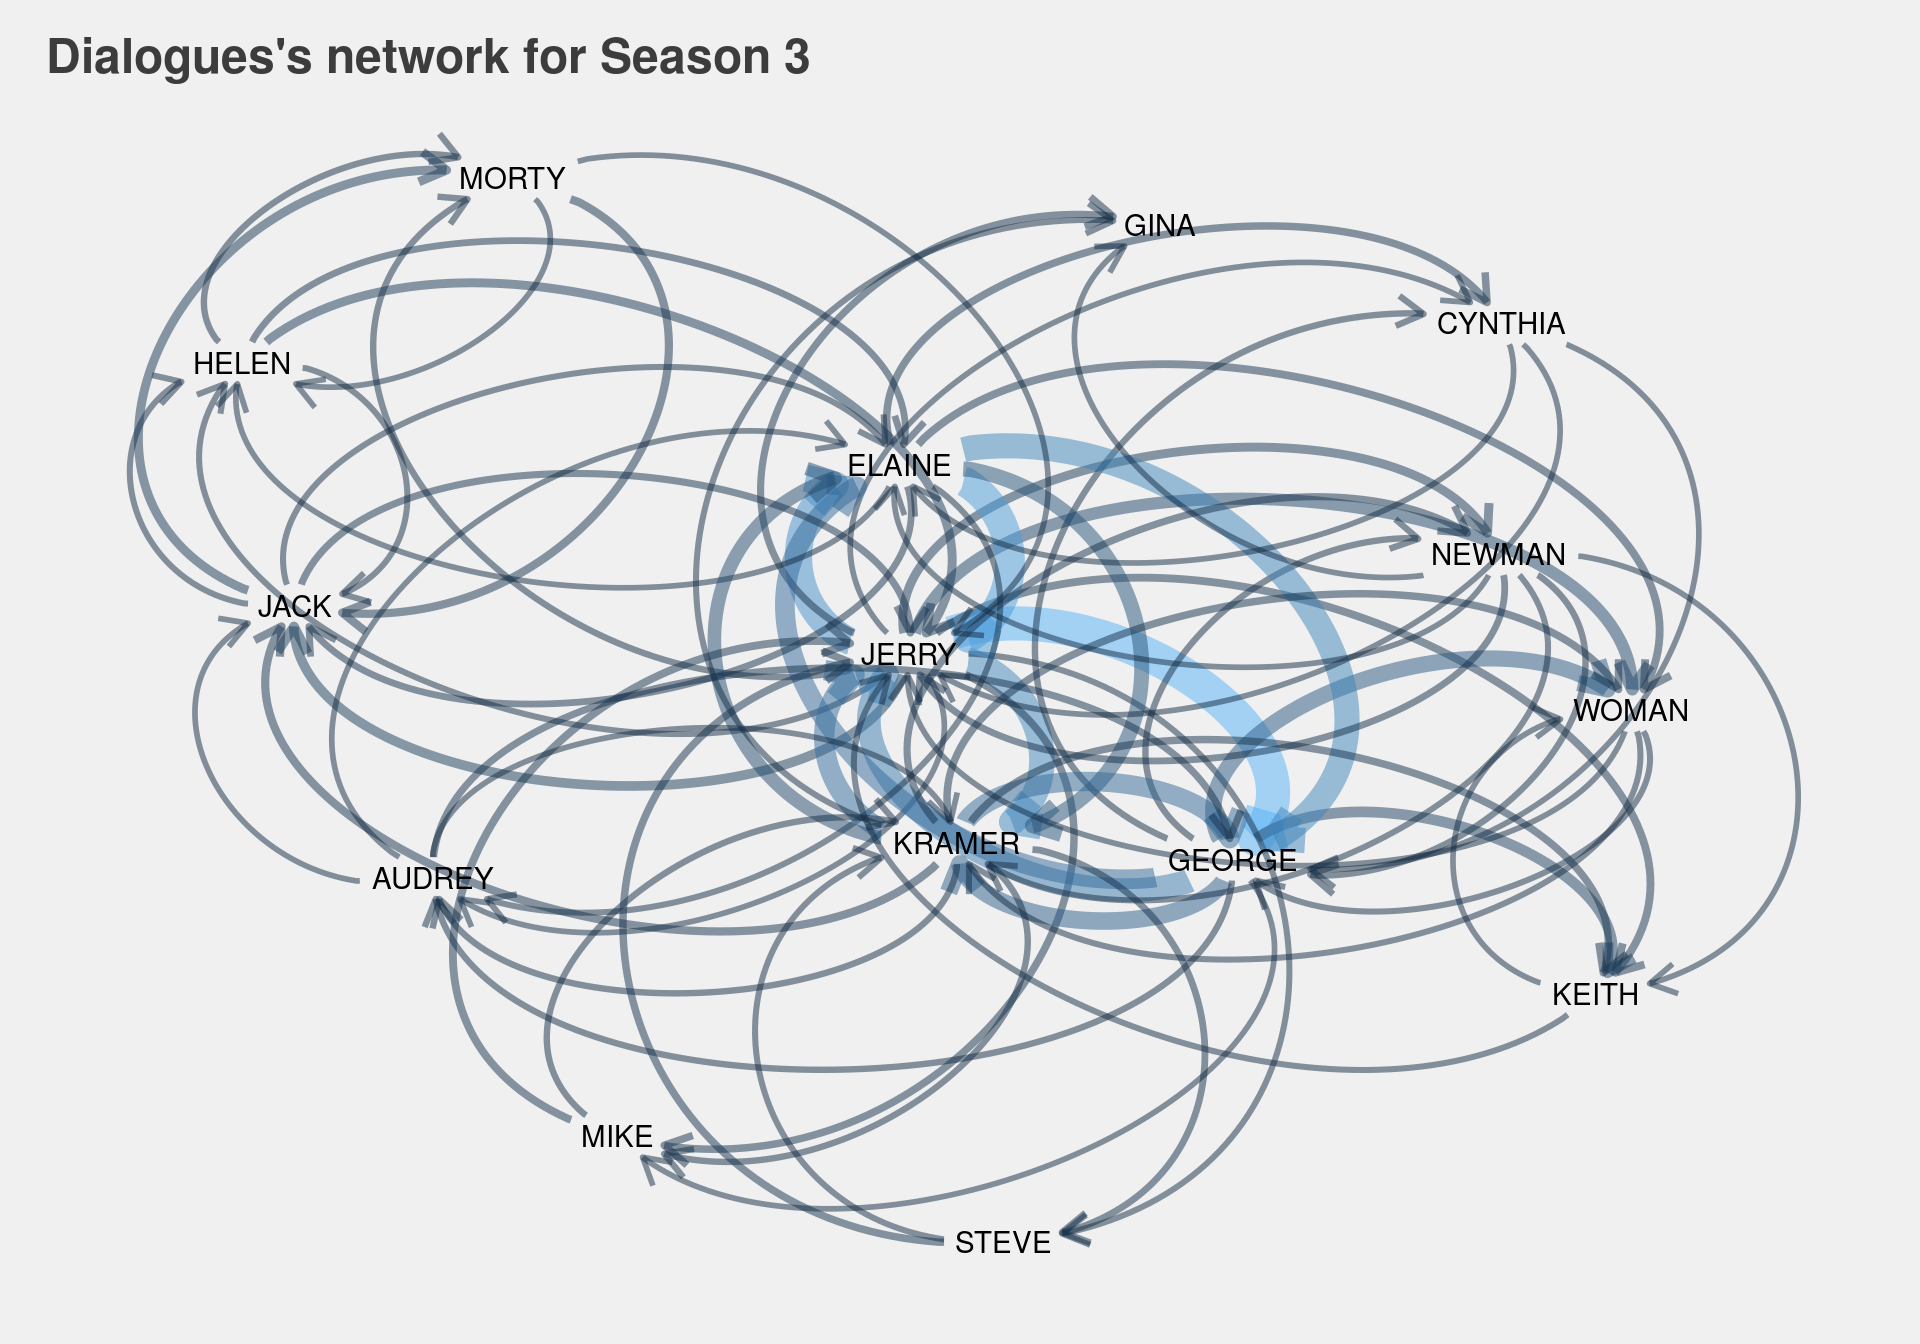 Dialogues's network for Season 3
MORTY
GINA
CYNTHIA
HELEN
ELAINE
NEWMAN
JACK
JERRY
WOMAN
KRAMER
GEORGE
AUDREY
KEITH
MIKE
STEVE